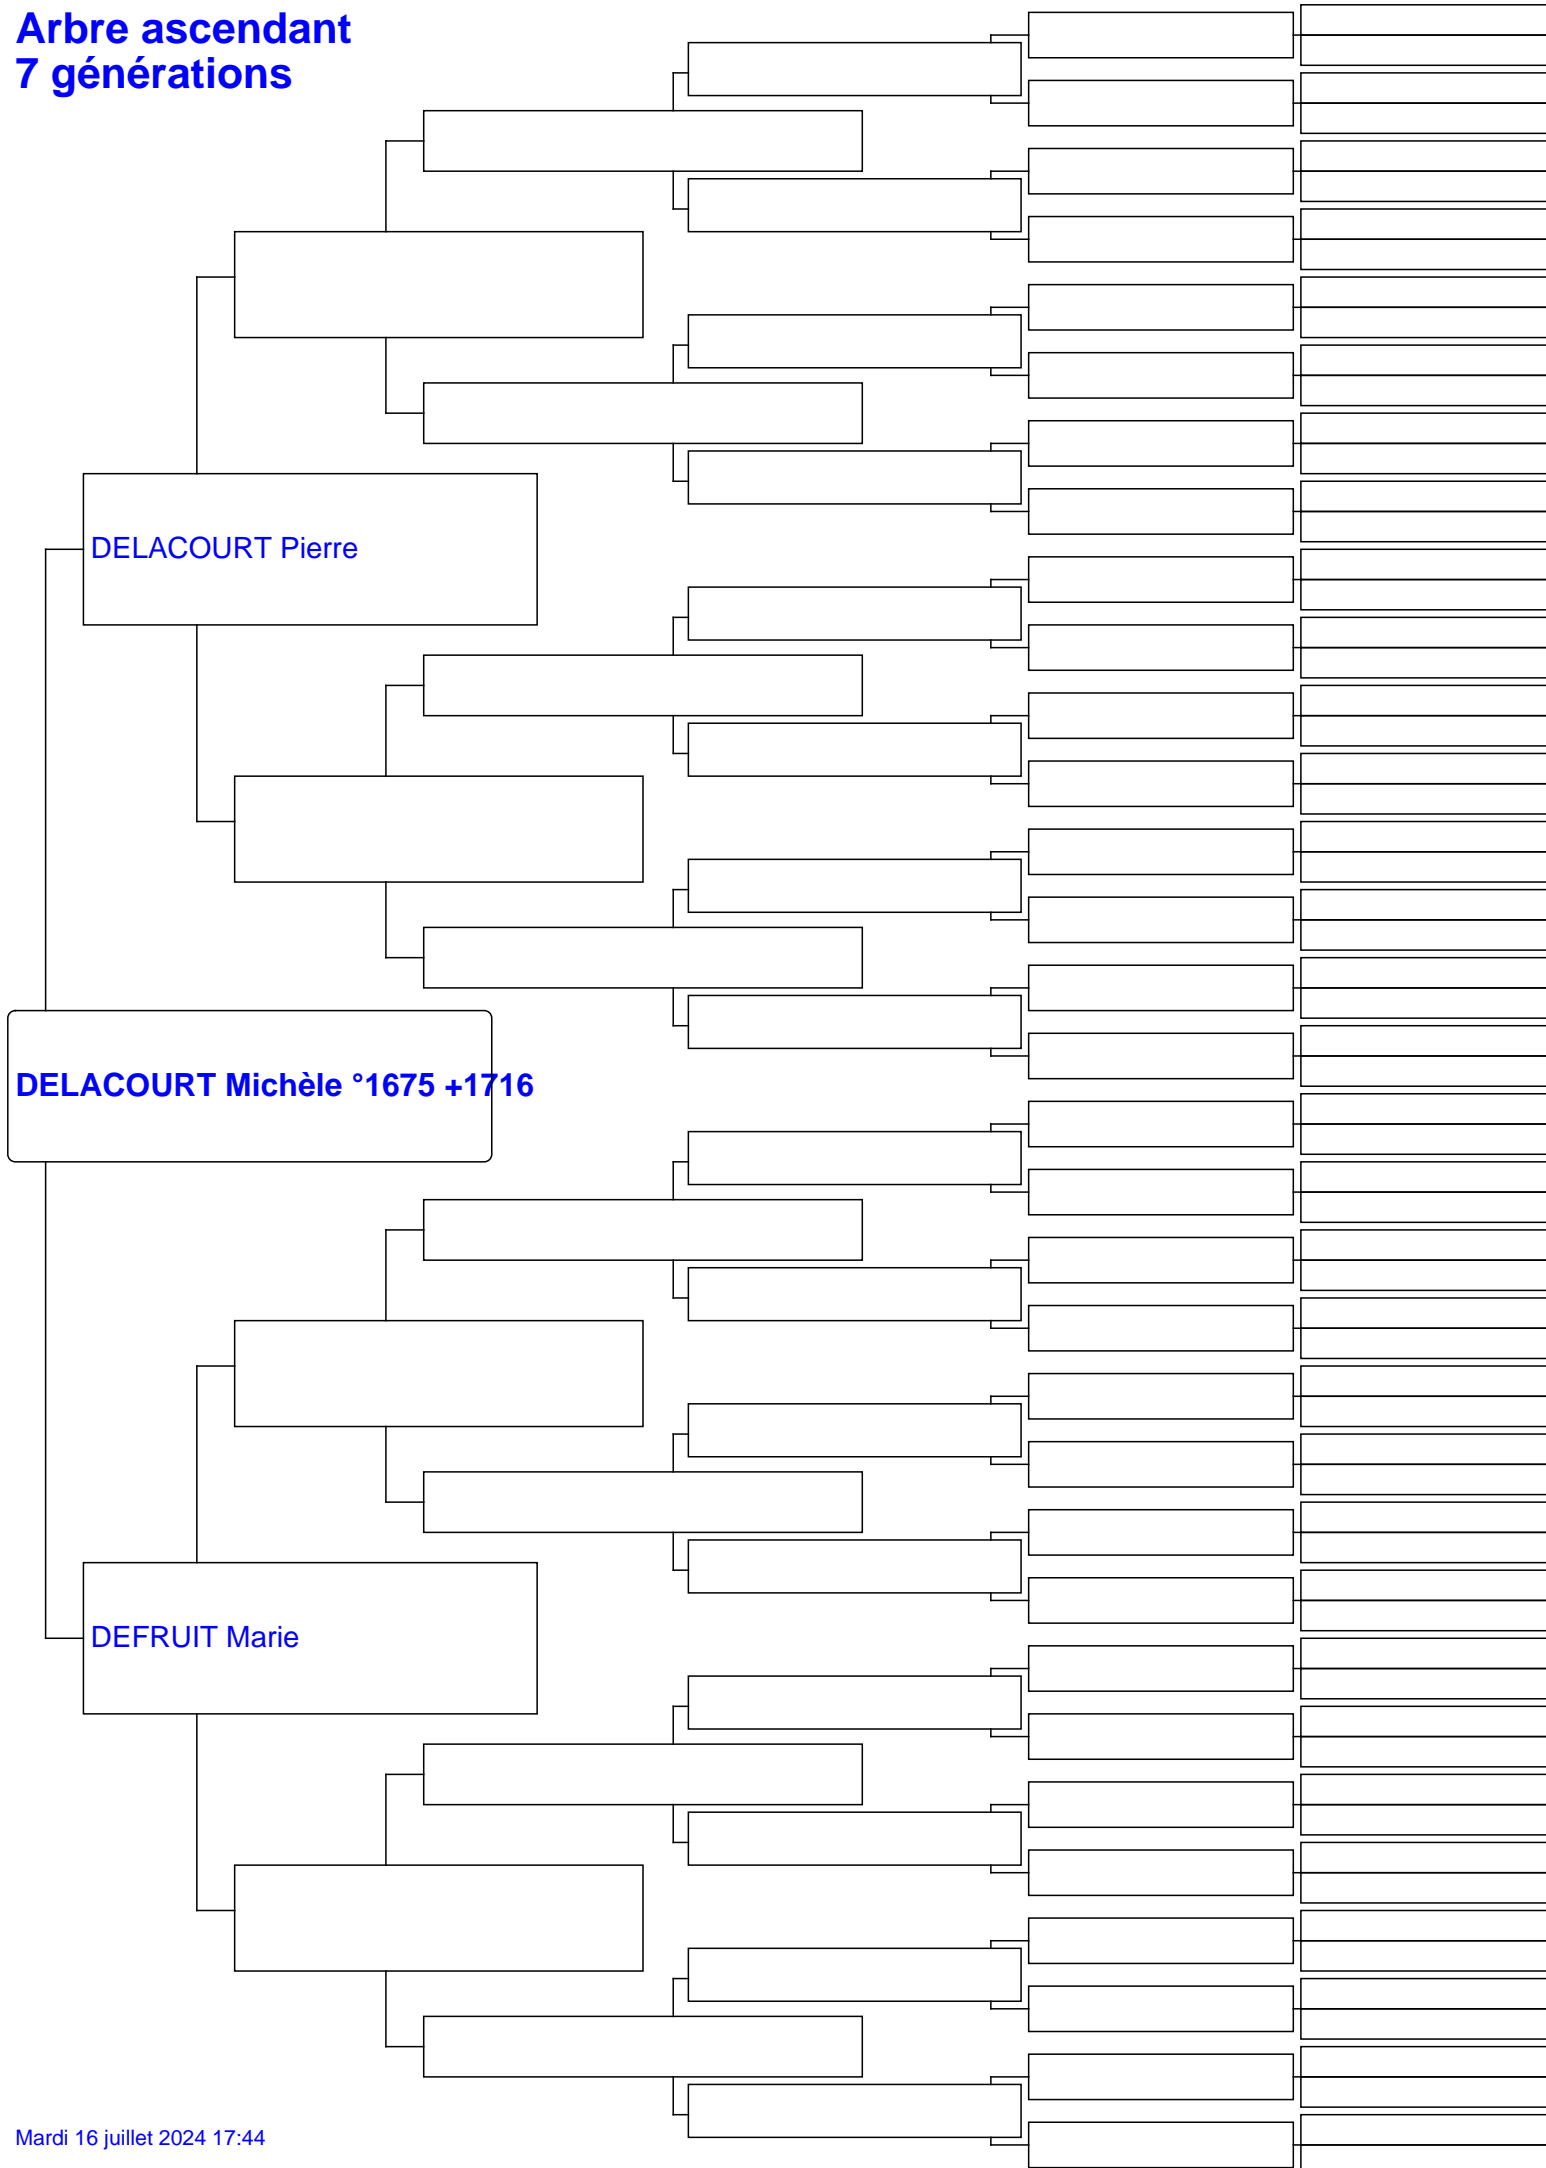 Arbre ascendant
7 générations
DELACOURT Pierre
DELACOURT Michèle °1675 +1716
DEFRUIT Marie
Mardi 16 juillet 2024 17:44